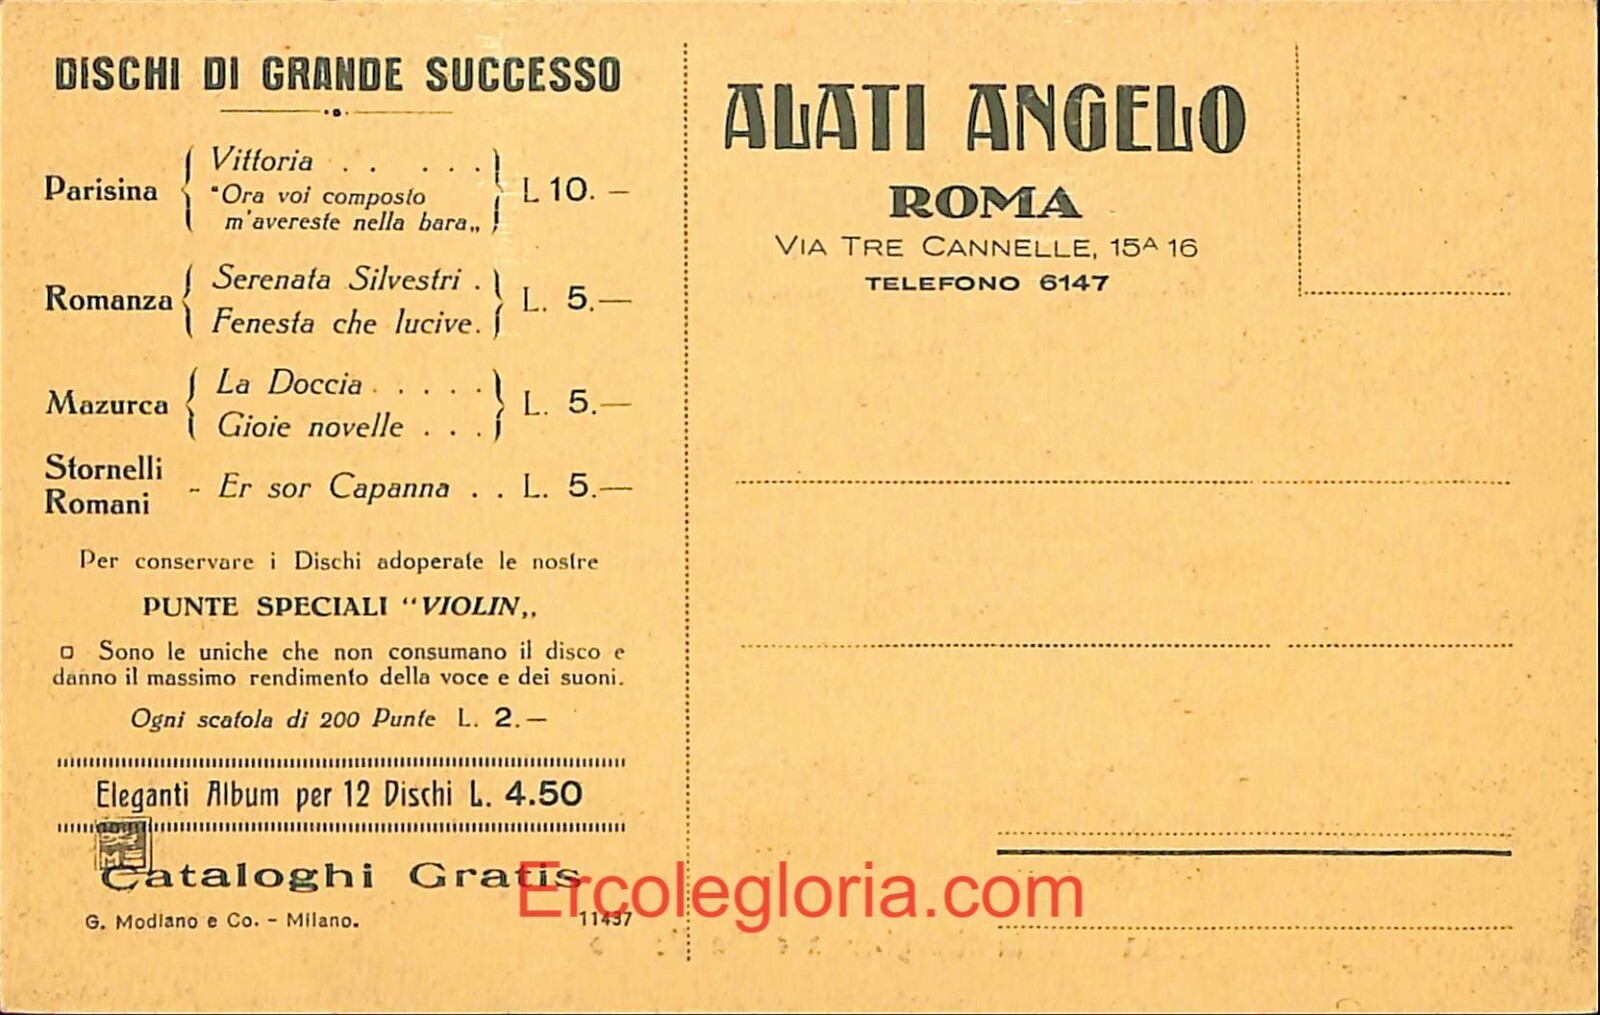 DISCHI DI GRANDE SUCCESSO
Parisina
Vittoria . . . . .
"Ora voi composto
m'avereste nella bara„
L 10. —
Romanza
Serenata Silvestri .
Fenesta che lucive.
L. 5.—
Mazurca
La Doccia . . . . .
Gioie novelle . . .
L. 5.—
Stornelli
Romani
- Er sor Capanna . . L. 5.—
Per conservare i Dischi adoperate le nostre
PUNTE SPECIALI "VIOLIN„
Sono le uniche che non consumano il disco e
danno il massimo rendimento della voce e dei suoni.
Ogni scatola di 200 Punte L. 2.—
Eleganti Album per 12 Dischi L. 4.50
Cataloghi Gratis
G. Modiano e Co. - Milano.
11437
ALATI ANGELO
ROMA
VIA TRE CANNELLE, 15A 16
TELEFONO 6147
Ercolegloria.com